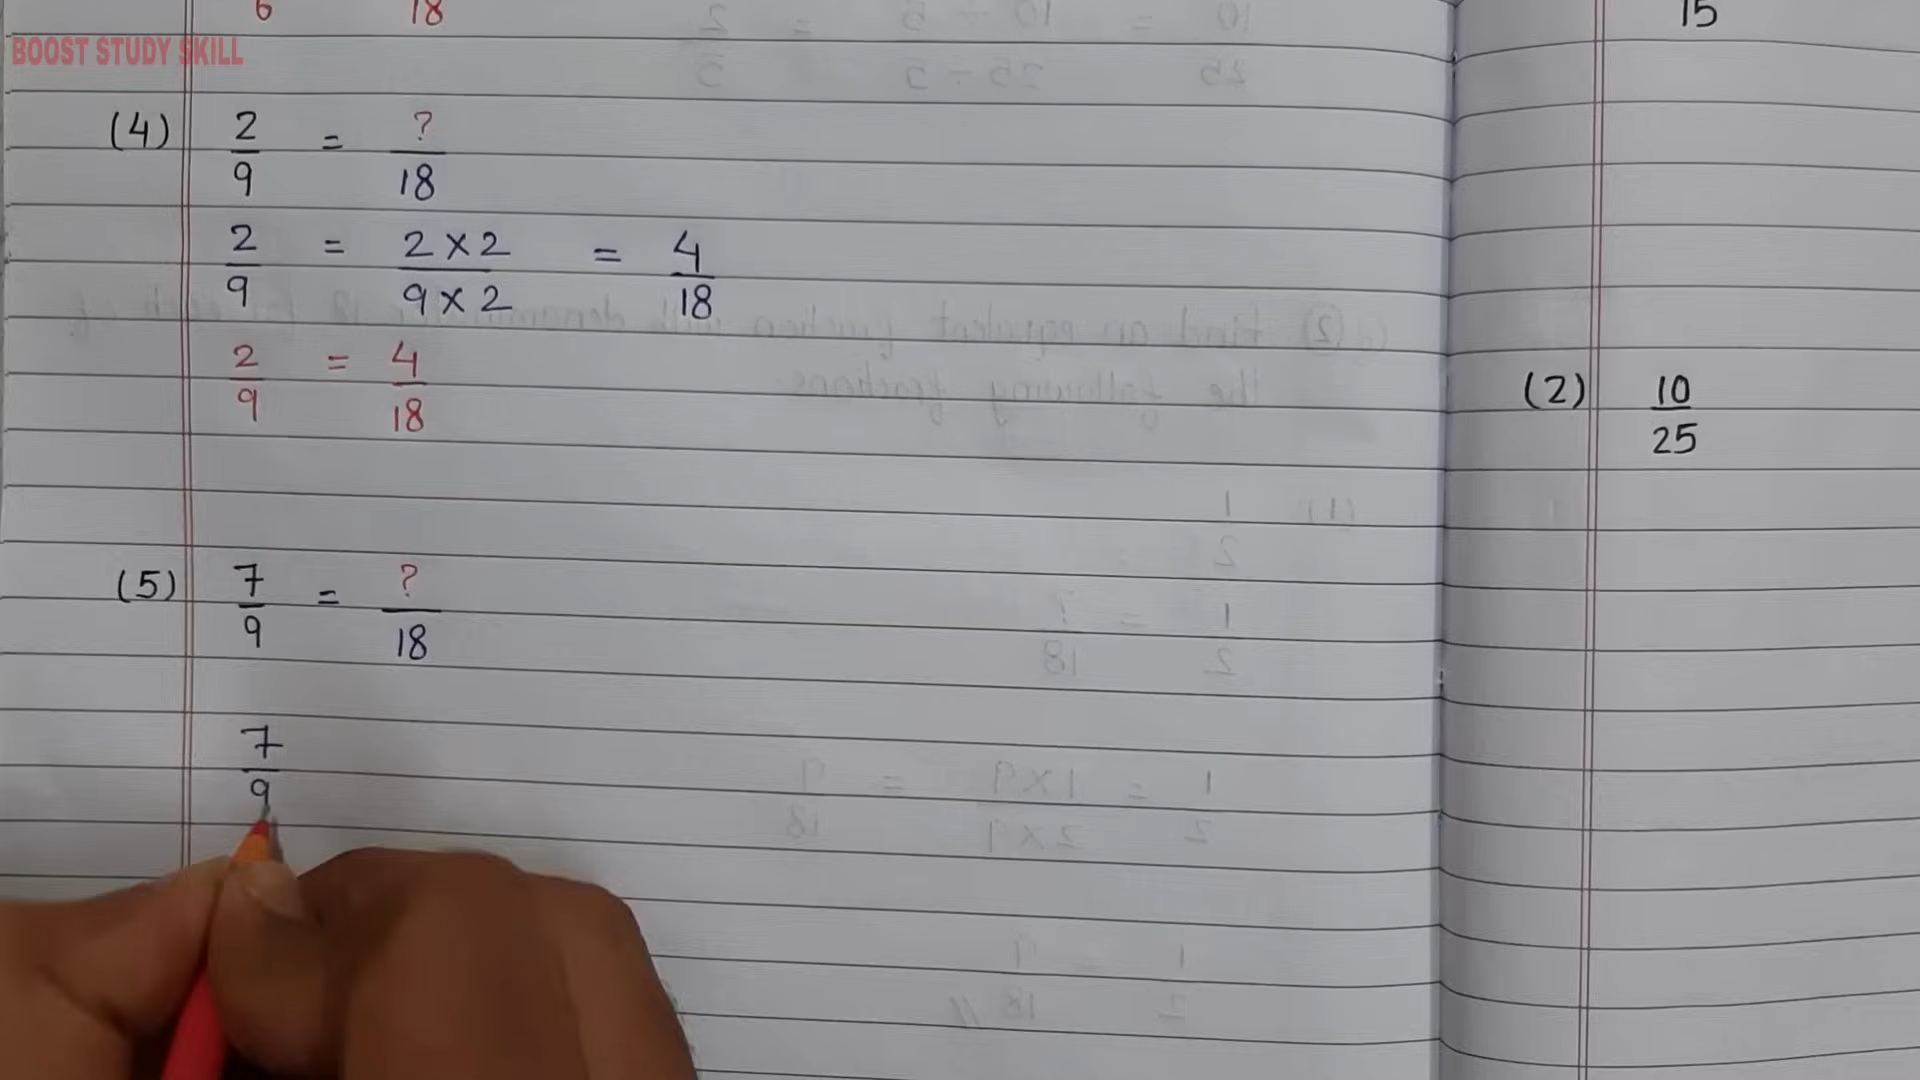 6 18
BOOST STUDY SKILL
(4) 2/9 = ?/18
2/9 = 2 × 2/9 × 2 = 4/18
2/9 = 4/18
(5) 7/9 = ?/18
7/9
15
(2) 10/25